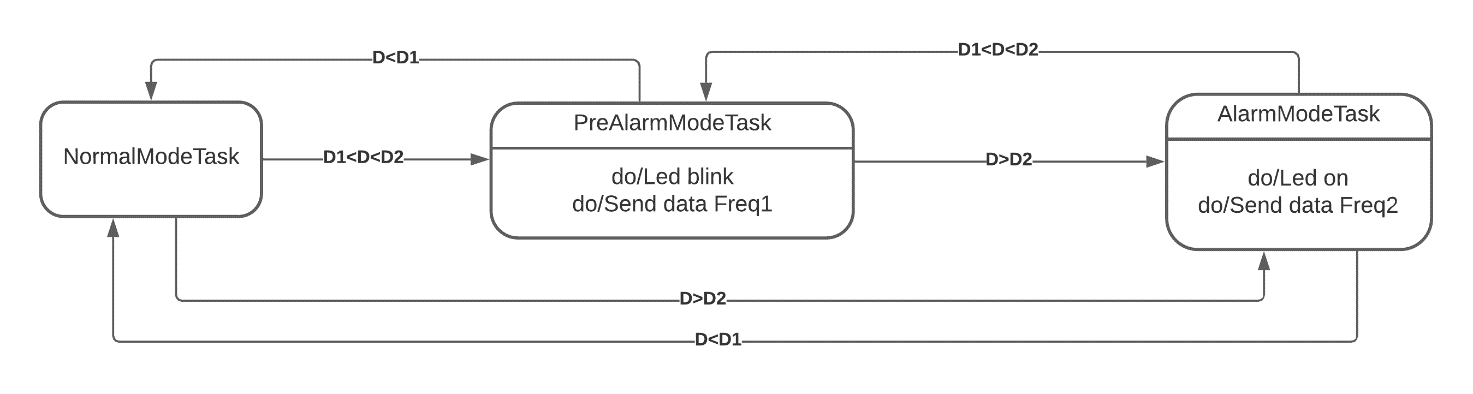 D<D1
D1<D<D2
NormalModeTask
D1<D<D2
PreAlarmModeTask
do/Led blink
do/Send data Freq1
D>D2
AlarmModeTask
do/Led on
do/Send data Freq2
D>D2
D<D1